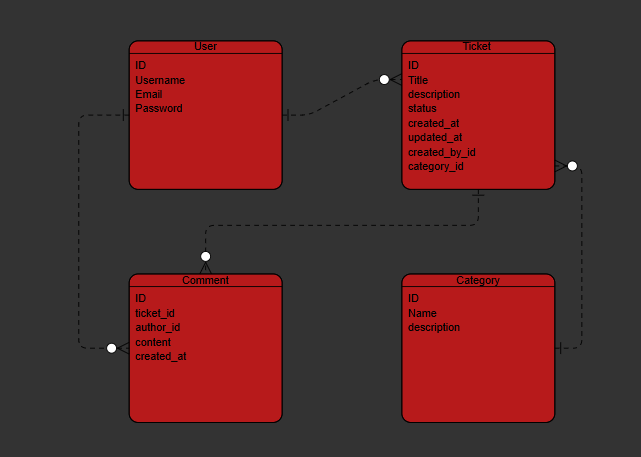 User
ID
Username
Email
Password
Ticket
ID
Title
description
status
created_at
updated_at
created_by_id
category_id
Comment
ID
ticket_id
author_id
content
created_at
Category
ID
Name
description